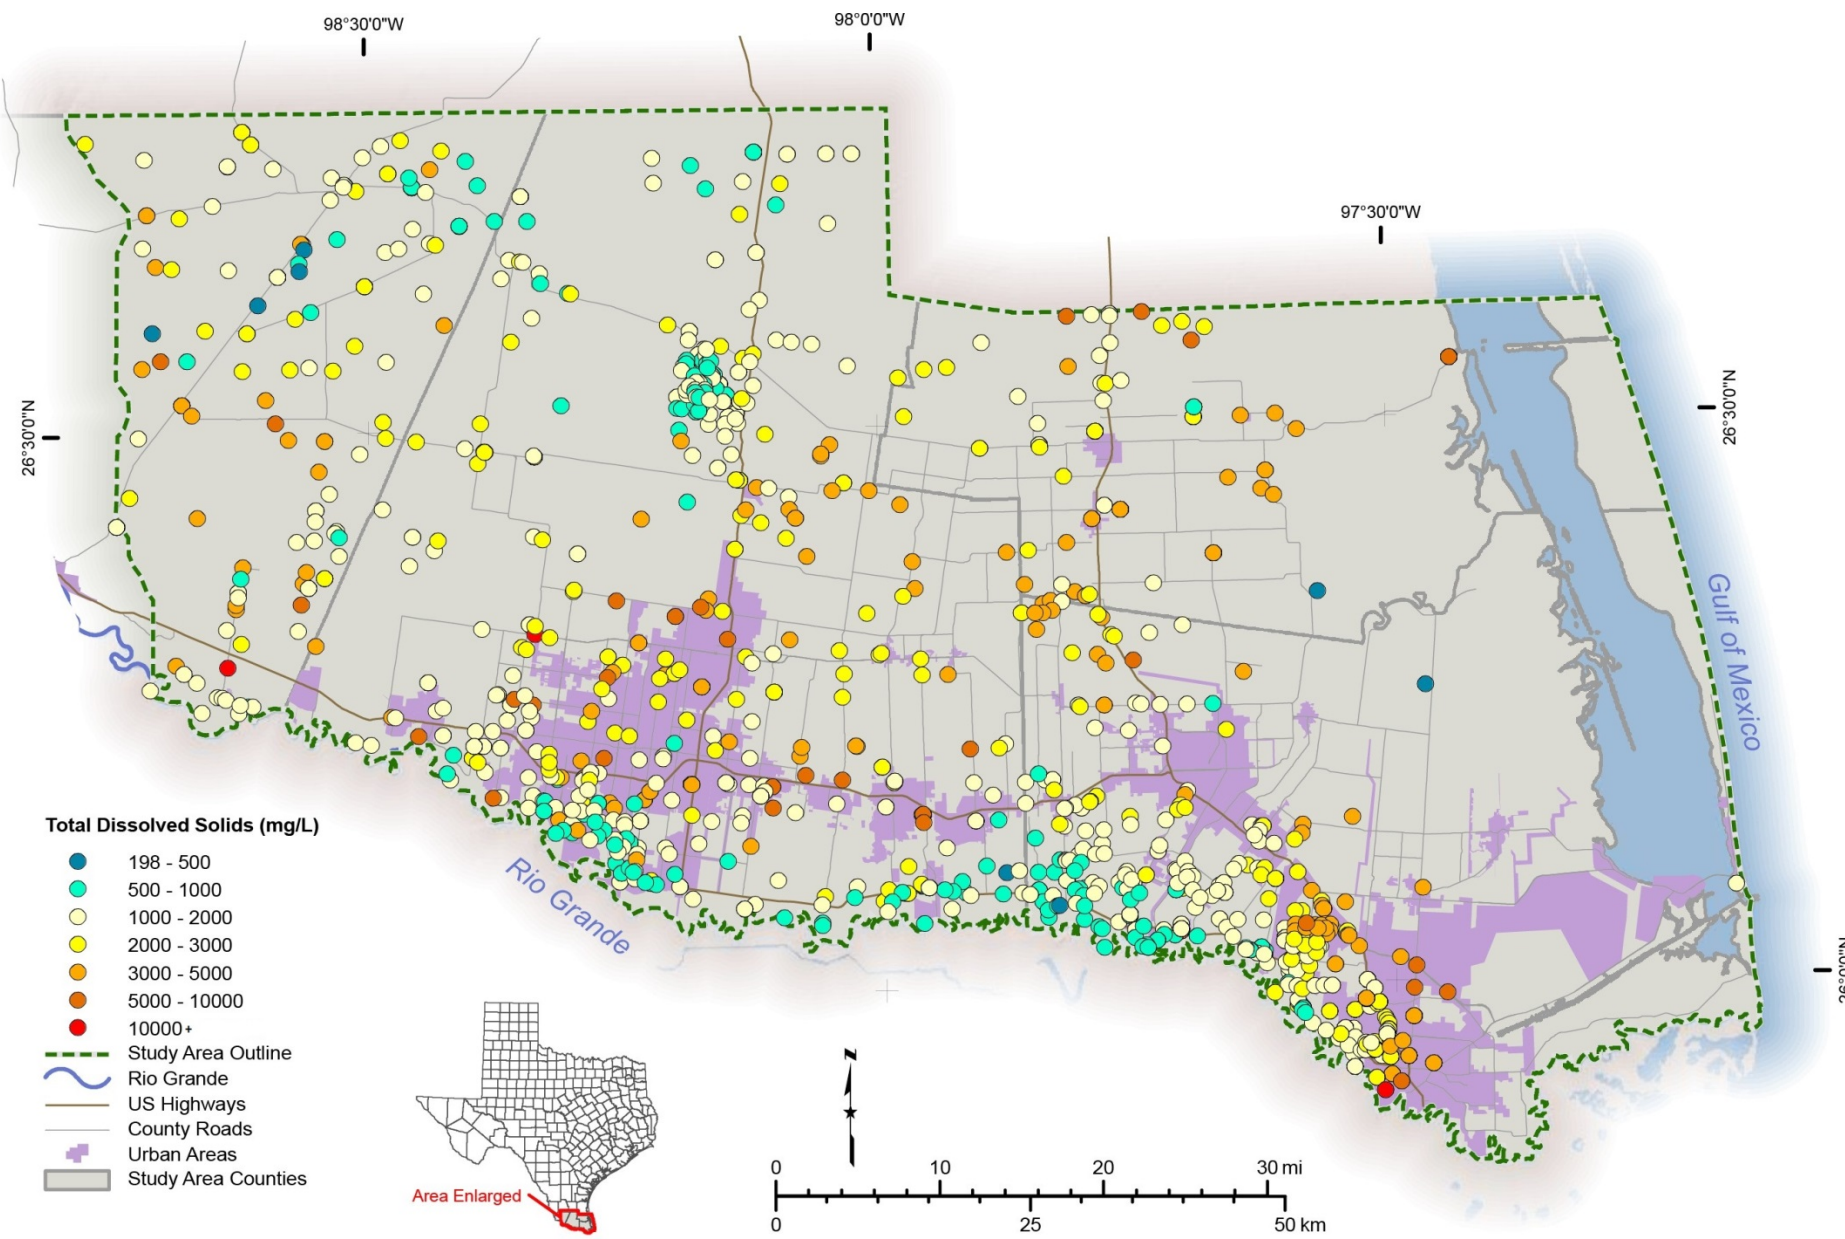 98°30'0"W
98°0'0"W
97°30'0"W
26°30'0"N
26°30'0"N
Gulf of Mexico
Rio Grande
Total Dissolved Solids (mg/L)
198 - 500
500 - 1000
1000 - 2000
2000 - 3000
3000 - 5000
5000 - 10000
10000+
Study Area Outline
Rio Grande
US Highways
County Roads
Urban Areas
Study Area Counties
Area Enlarged
N
0 10 20 30 mi
0 25 50 km